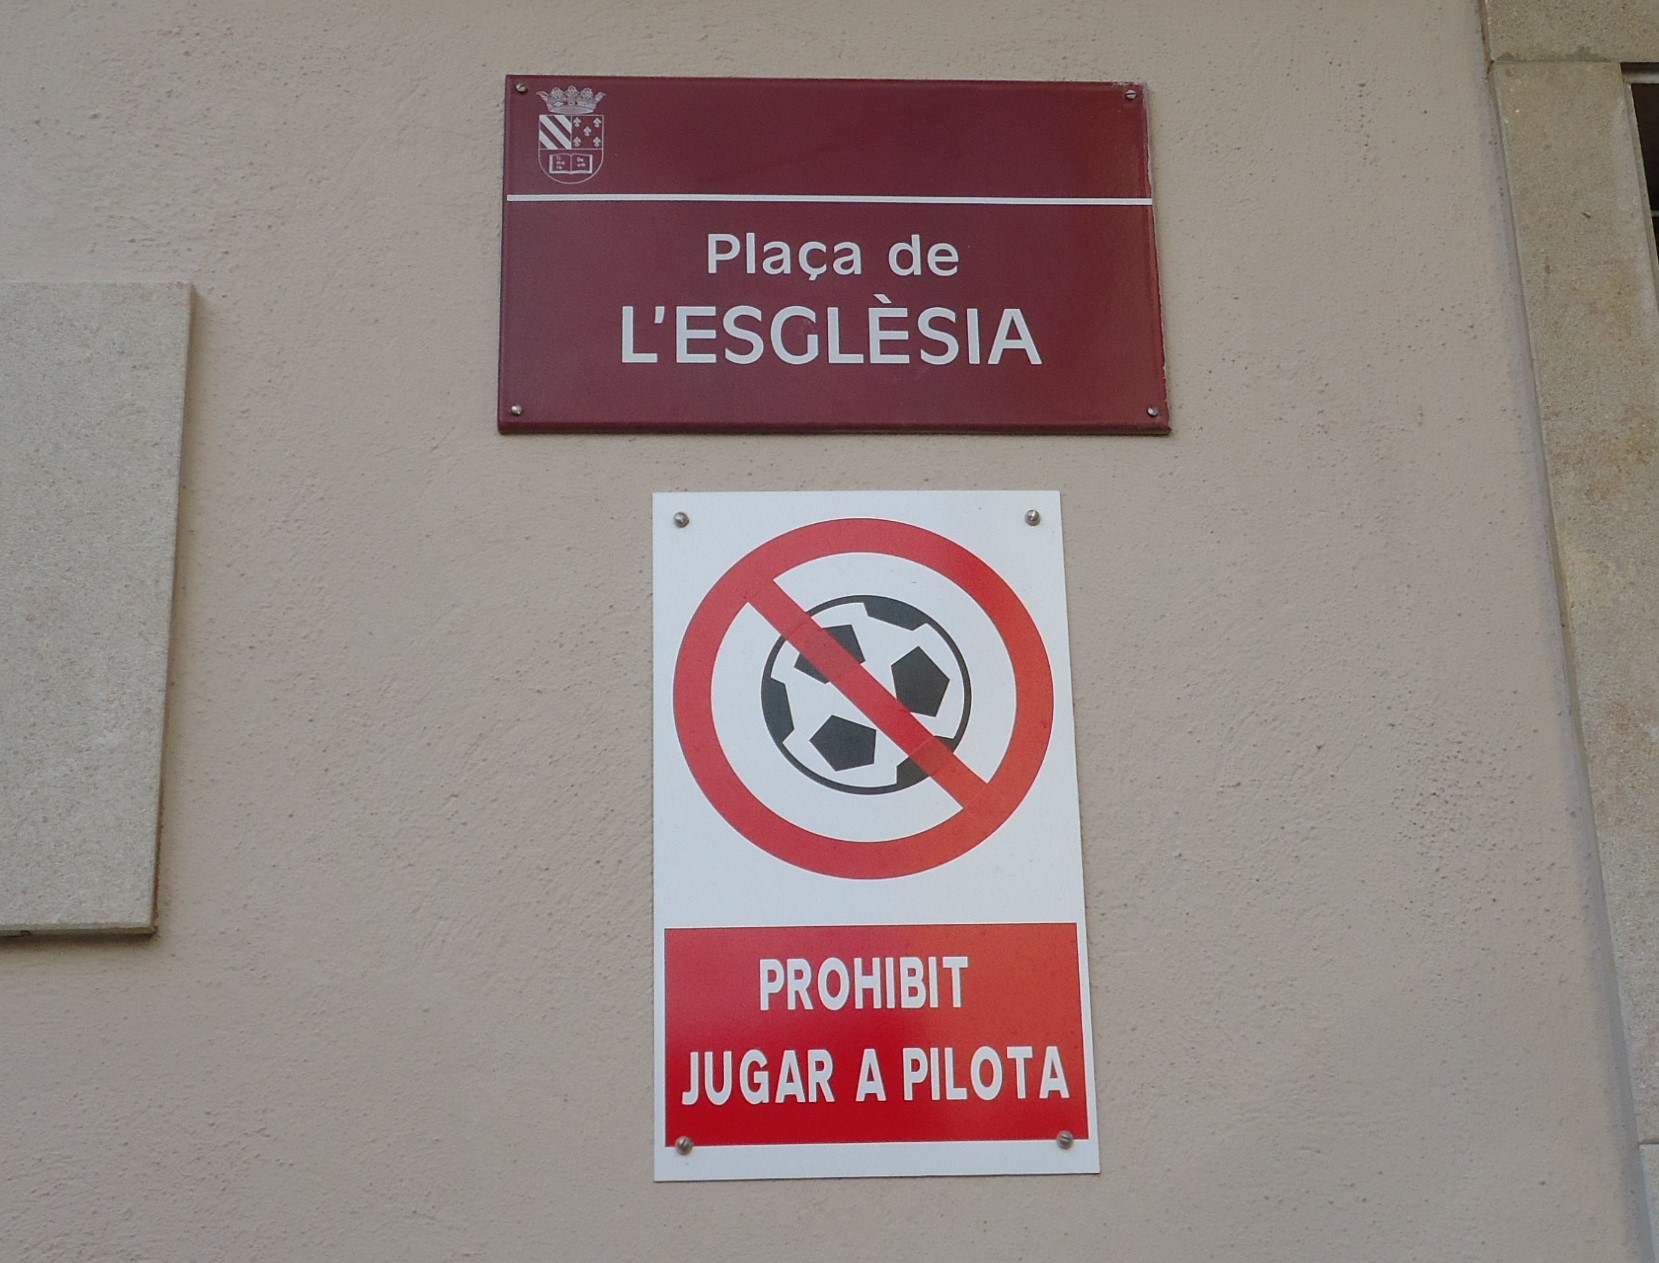 Plaça de
L'ESGLÈSIA
PROHIBIT
JUGAR A PILOTA